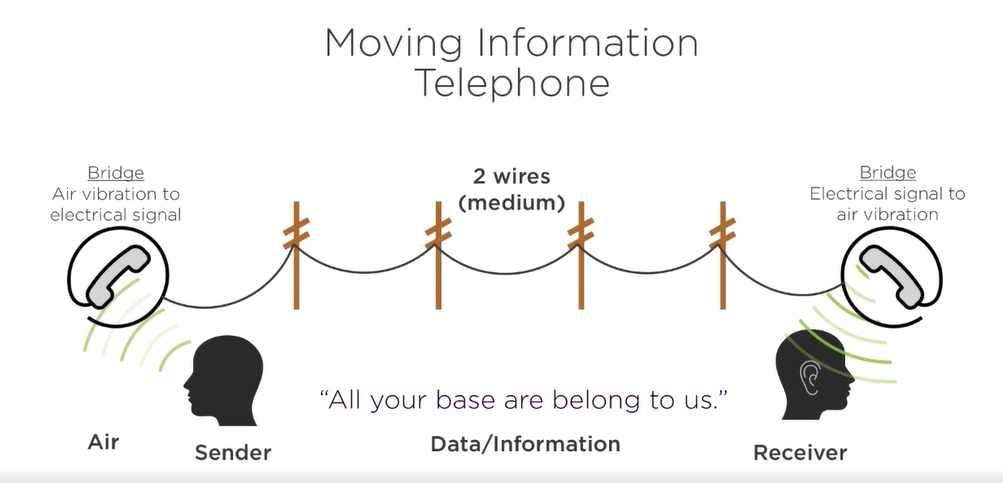 Moving Information
Telephone
Bridge
Air vibration to
electrical signal
2 wires
(medium)
Bridge
Electrical signal to
air vibration
“All your base are belong to us.”
Air
Sender
Data/Information
Receiver